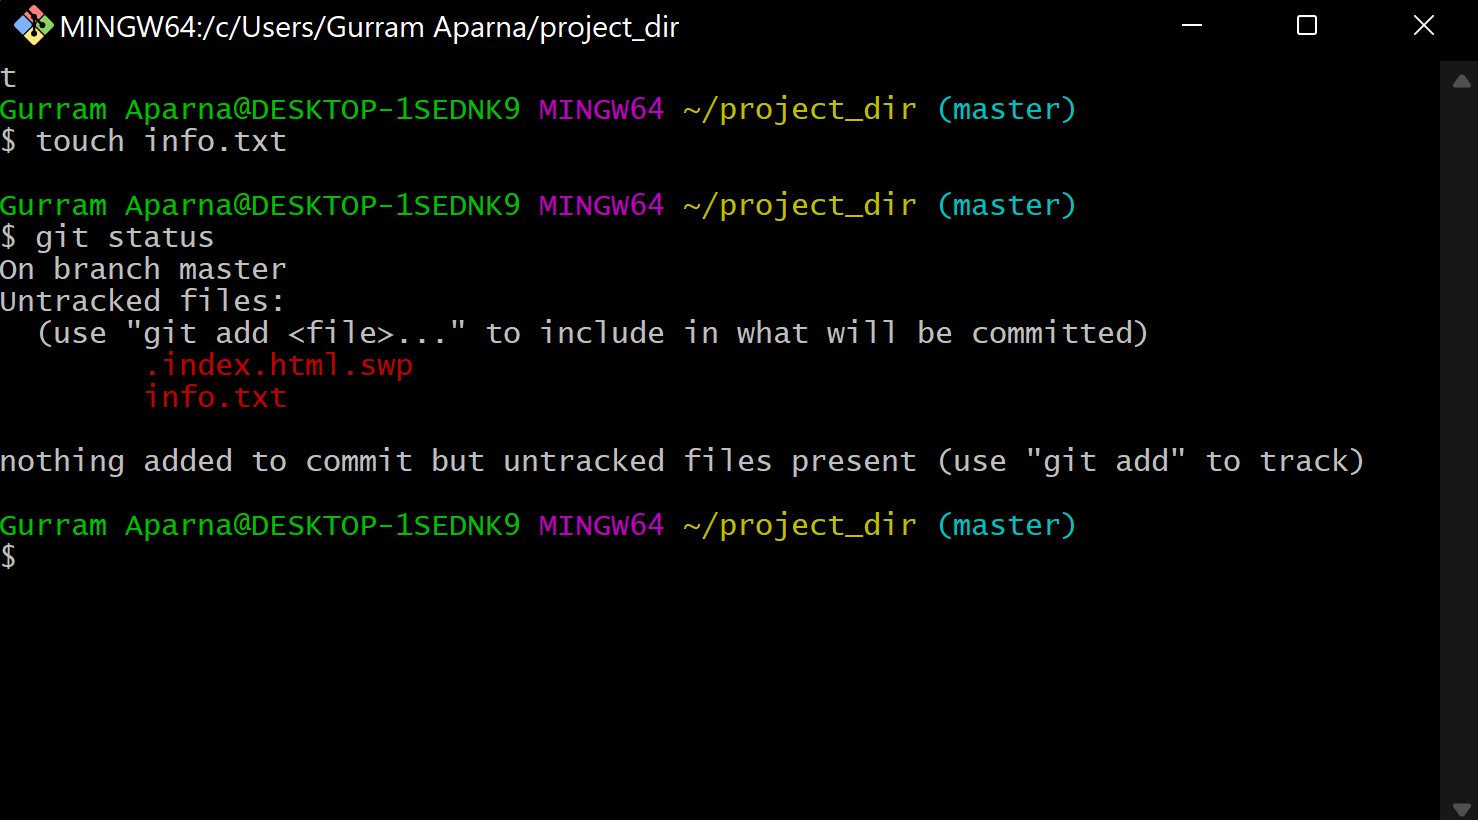 MINGW64:/c/Users/Gurram Aparna/project_dir
t
Gurram Aparna@DESKTOP-1SEDNK9 MINGW64 ~/project_dir (master)
$ touch info.txt
Gurram Aparna@DESKTOP-1SEDNK9 MINGW64 ~/project_dir (master)
$ git status
On branch master
Untracked files:
  (use "git add <file>..." to include in what will be committed)
        .index.html.swp
        info.txt
nothing added to commit but untracked files present (use "git add" to track)
Gurram Aparna@DESKTOP-1SEDNK9 MINGW64 ~/project_dir (master)
$